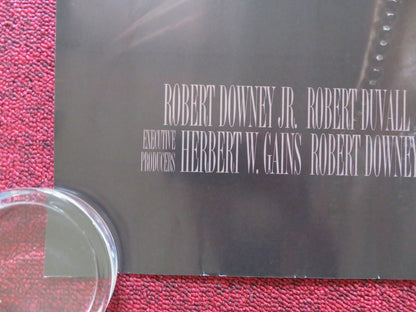 ROBERT DOWNEY JR. ROBERT DUVALL
EXECUTIVE PRODUCERS HERBERT W. GAINS ROBERT DOWNEY